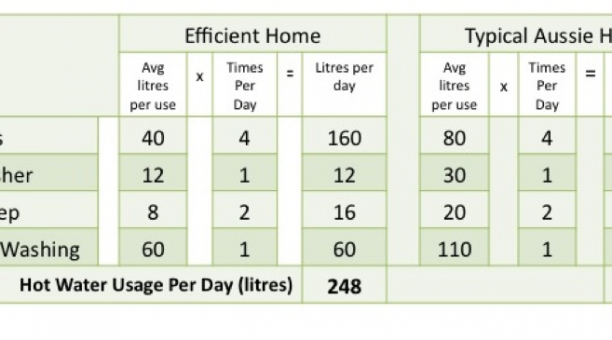 Efficient Home Typical Aussie H
Avg litres per use x Times Per Day = Litres per day Avg litres per use x Times Per Day =
s 40 4 160 80 4
her 12 1 12 30 1
ep 8 2 16 20 2
Washing 60 1 60 110 1
Hot Water Usage Per Day (litres) 248